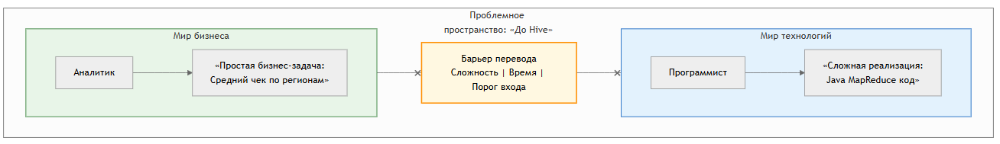 Проблемное
пространство: «До Hive»
Мир бизнеса
Аналитик
«Простая бизнес-задача:
Средний чек по регионам»
Барьер перевода
Сложность | Время |
Порог входа
Мир технологий
Программист
«Сложная реализация:
Java MapReduce код»